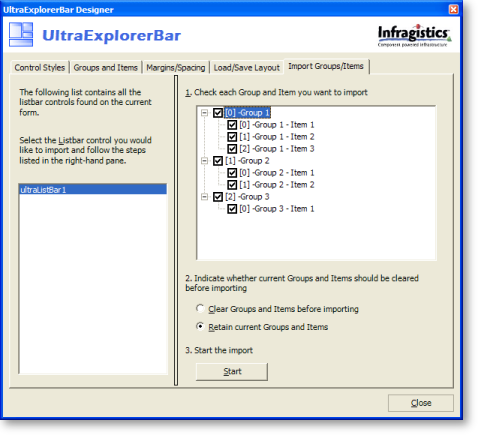 UltraExplorerBar Designer
UltraExplorerBar
Infragistics
Component powered infrastructure
Control Styles
Groups and Items
Margins/Spacing
Load/Save Layout
Import Groups/Items
The following list contains all the
listbar controls found on the current
form.
Select the Listbar control you would
like to import and follow the steps
listed in the right-hand pane.
ultraListBar1
1. Check each Group and Item you want to import
[0] -Group 1
[0] -Group 1 - Item 1
[1] -Group 1 - Item 2
[2] -Group 1 - Item 3
[1] -Group 2
[0] -Group 2 - Item 1
[1] -Group 2 - Item 2
[2] -Group 3
[0] -Group 3 - Item 1
2. Indicate whether current Groups and Items should be cleared
before importing
Clear Groups and Items before importing
Retain current Groups and Items
3. Start the import
Start
Close